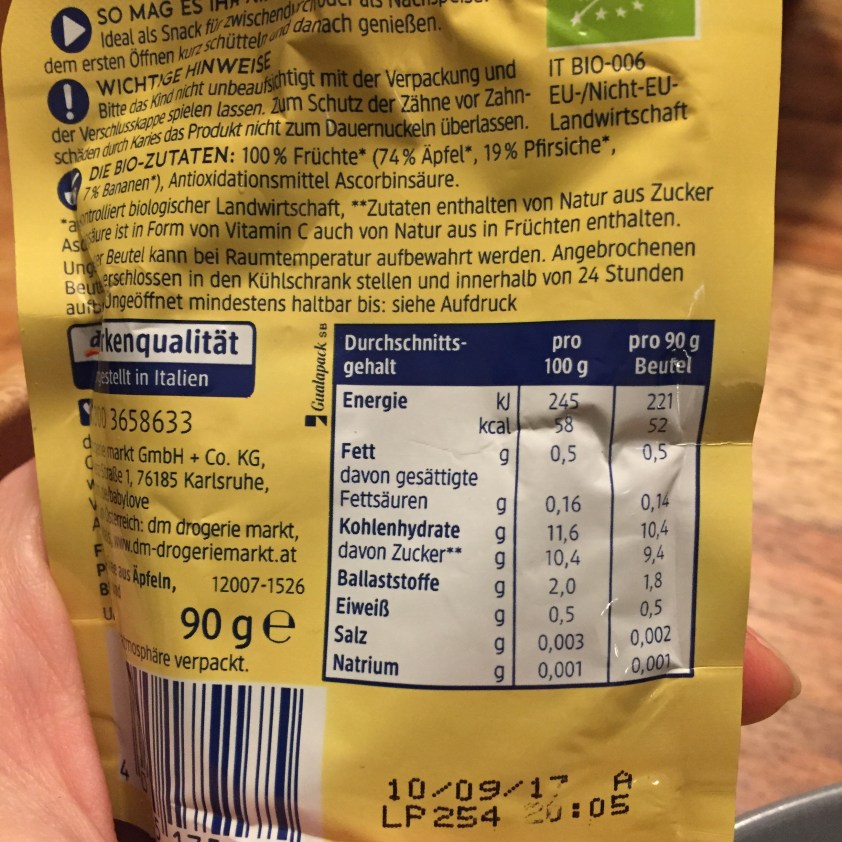 SO MAG ES IHR
Ideal als Snack für zwischendurch oder als
dem ersten Öffnen kurz schütteln und danach genießen.
WICHTIGE HINWEISE
Bitte das Kind nicht unbeaufsichtigt mit der Verpackung und
der Verschlusskappe spielen lassen. Zum Schutz der Zähne vor Zahn-
schäden durch Karies das Produkt nicht zum Dauernuckeln überlassen.
IT BIO-006
EU-/Nicht-EU-
Landwirtschaft
DIE BIO-ZUTATEN: 100 % Früchte* (74 % Äpfel*, 19 % Pfirsiche*,
7 % Bananen*), Antioxidationsmittel Ascorbinsäure.
biologischer Landwirtschaft, **Zutaten enthalten von Natur aus Zucker
ist in Form von Vitamin C auch von Natur aus in Früchten enthalten.
Beutel kann bei Raumtemperatur aufbewahrt werden. Angebrochenen
in den Kühlschrank stellen und innerhalb von 24 Stunden
Ungeöffnet mindestens haltbar bis: siehe Aufdruck
arkenqualität
gestellt in Italien
3658633
markt GmbH + Co. KG,
1, 76185 Karlsruhe,
babylove
dm drogerie markt,
www.dm-drogeriemarkt.at
aus Äpfeln,
12007-1526
90 g e
verpackt.
Gualapack SB
Durchschnitts- pro pro 90 g
gehalt 100 g Beutel
Energie kJ 245 221
kcal 58 52
Fett g 0,5 0,5
davon gesättigte
Fettsäuren g 0,16 0,14
Kohlenhydrate g 11,6 10,4
davon Zucker** g 10,4 9,4
Ballaststoffe g 2,0 1,8
Eiweiß g 0,5 0,5
Salz g 0,003 0,002
Natrium g 0,001 0,001
10/09/17 A
LP254 20:05